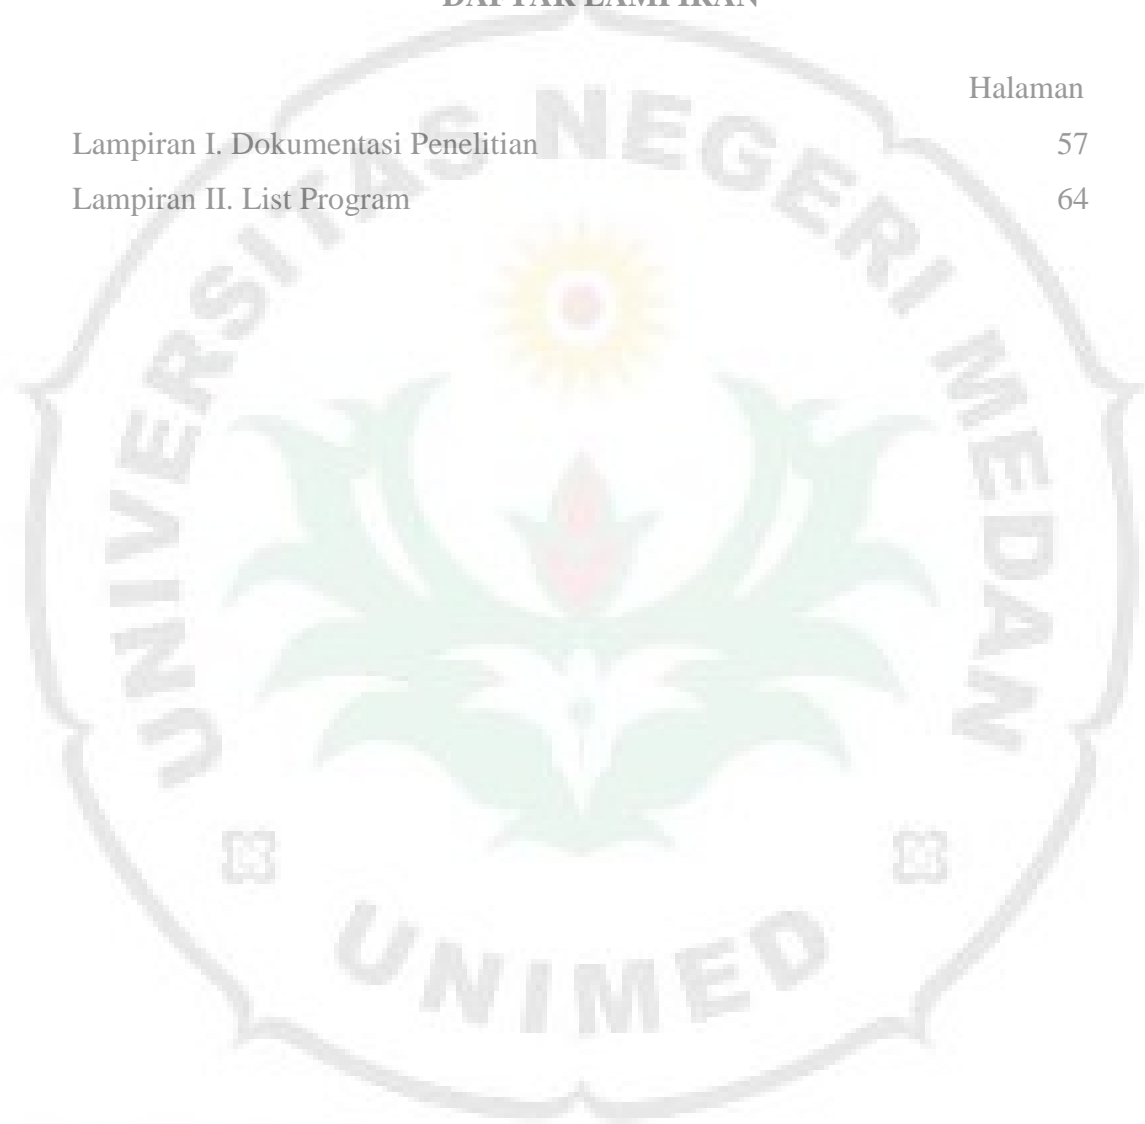 DAFTAR LAMPIRAN
Halaman
Lampiran I. Dokumentasi Penelitian 57
Lampiran II. List Program 64
UNIVERSITAS NEGERI MEDAN
UNIMED